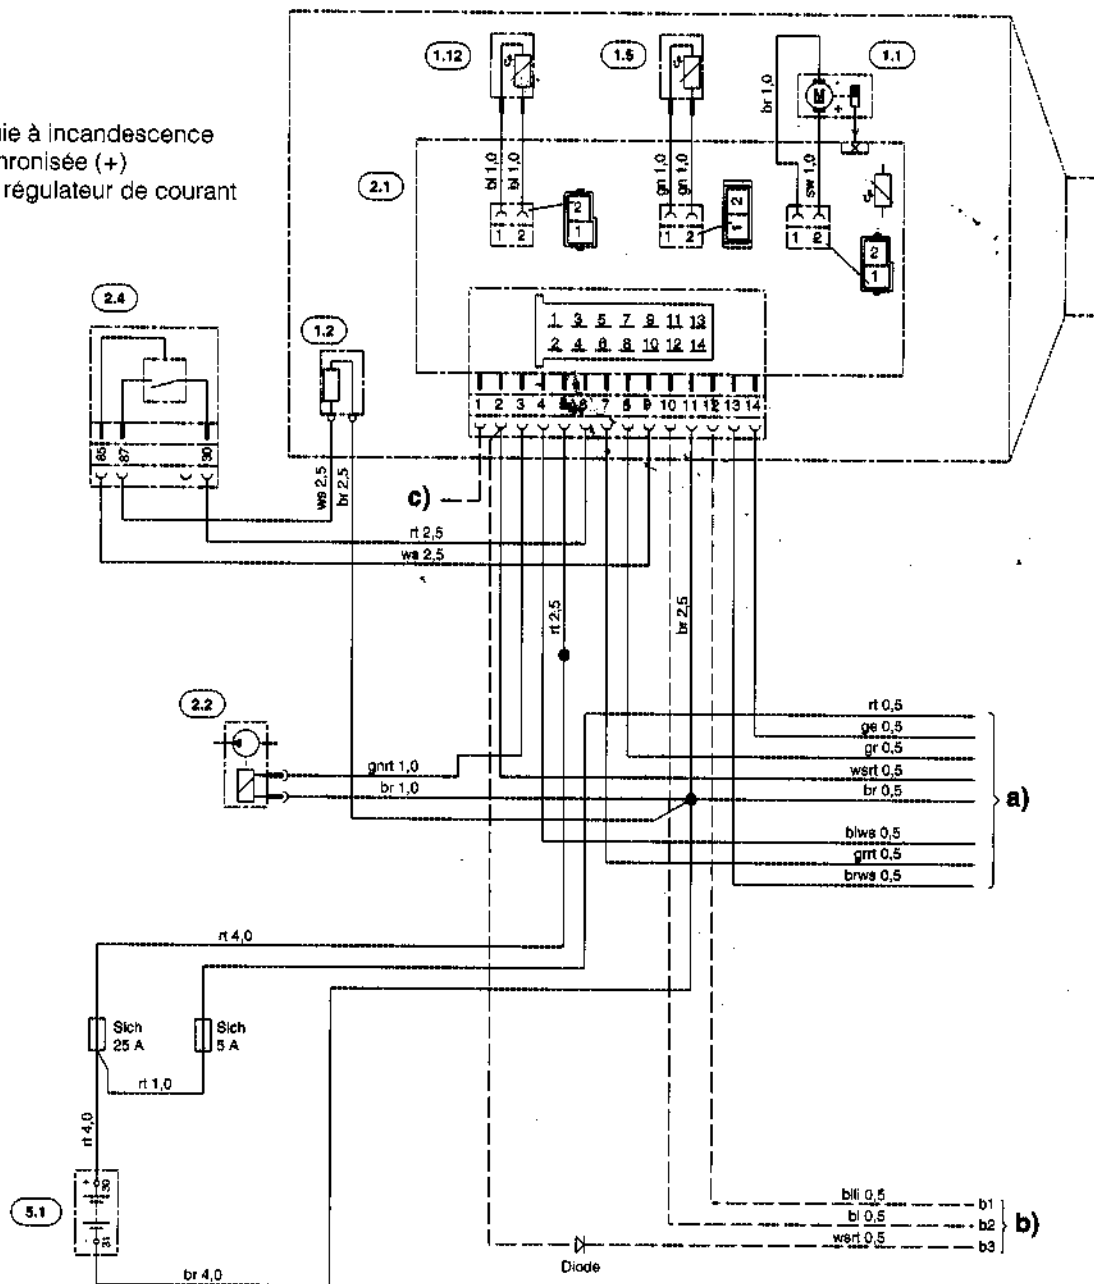 1.12
1.5
1.1
ie à incandescence
hronisée (+)
régulateur de courant
2.1
bl 1,0
bl 1,0
gn 1,0
gn 1,0
br 1,0
sw 1,0
M
- +
1 2
2
1
1 2
2
1
1 2
2
1
2.4
1.2
1 3 5 7 9 11 13
2 4 6 8 10 12 14
1 2 3 4 5 6 7 8 9 10 11 12 13 14
85 87 30
ws 2,5
br 2,5
c)
rt 2,5
ws 2,5
rt 2,5
br 2,5
2.2
gnrt 1,0
br 1,0
rt 0,5
ge 0,5
gr 0,5
wsrt 0,5
br 0,5
a)
blws 0,5
grrt 0,5
brws 0,5
rt 4,0
Sich
25 A
Sich
5 A
rt 1,0
rt 4,0
5.1
+ 30
- 31
br 4,0
Diode
blli 0,5
b1
bl 0,5
b2
b)
wsrt 0,5
b3